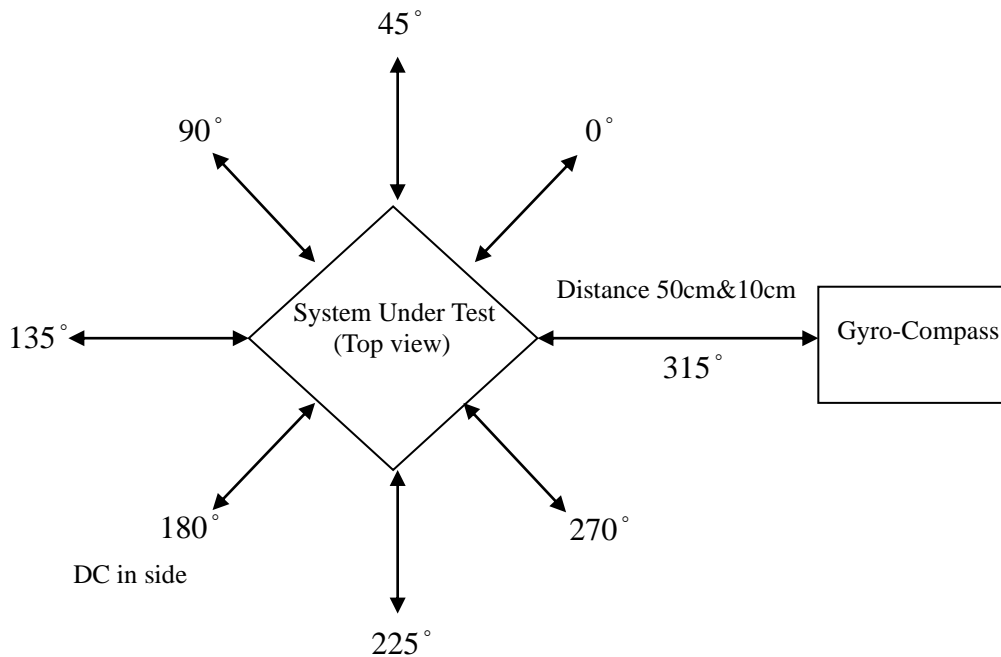 45°
90°
0°
Distance 50cm&10cm
System Under Test
(Top view)
Gyro-Compass
135°
315°
180°
270°
DC in side
225°